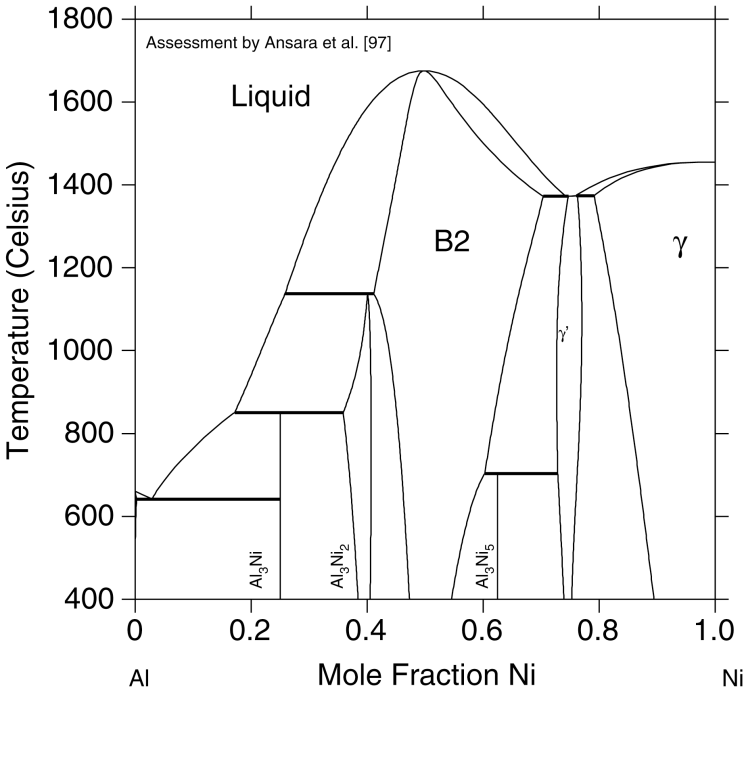 1800
Assessment by Ansara et al. [97]
1600
Liquid
1400
B2
γ
1200
1000
γ'
800
600
Al₃Ni
Al₃Ni₂
Al₃Ni₅
400
Temperature (Celsius)
0 0.2 0.4 0.6 0.8 1.0
Al Mole Fraction Ni Ni